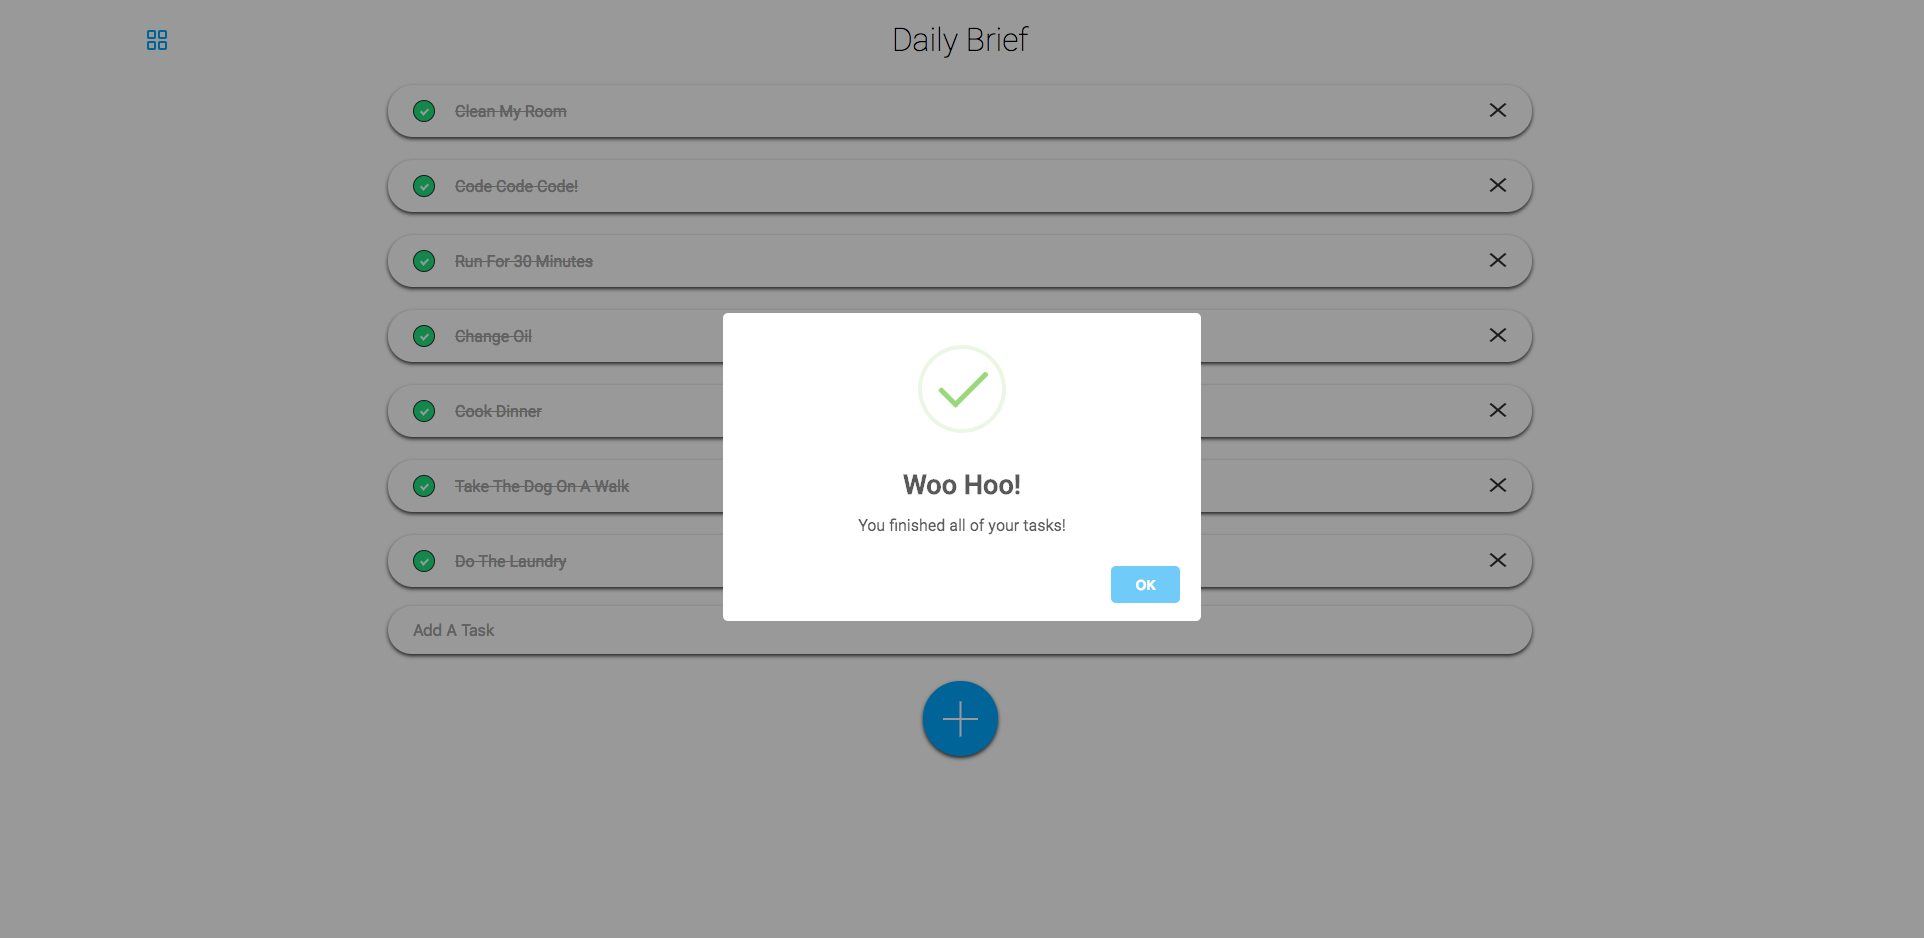 Daily Brief
Clean My Room
Code Code Code!
Run For 30 Minutes
Change Oil
Cook Dinner
Take The Dog On A Walk
Do The Laundry
Add A Task
Woo Hoo!
You finished all of your tasks!
OK